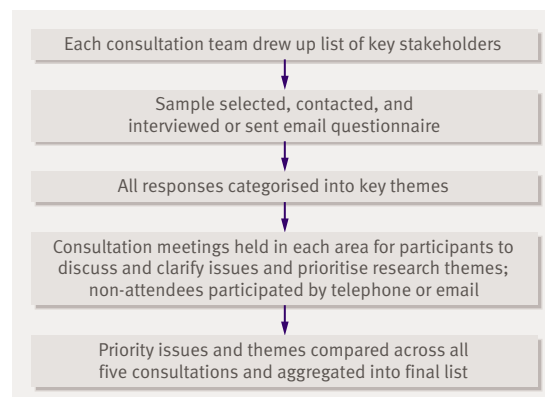 Each consultation team drew up list of key stakeholders
Sample selected, contacted, and
interviewed or sent email questionnaire
All responses categorised into key themes
Consultation meetings held in each area for participants to
discuss and clarify issues and prioritise research themes;
non-attendees participated by telephone or email
Priority issues and themes compared across all
five consultations and aggregated into final list